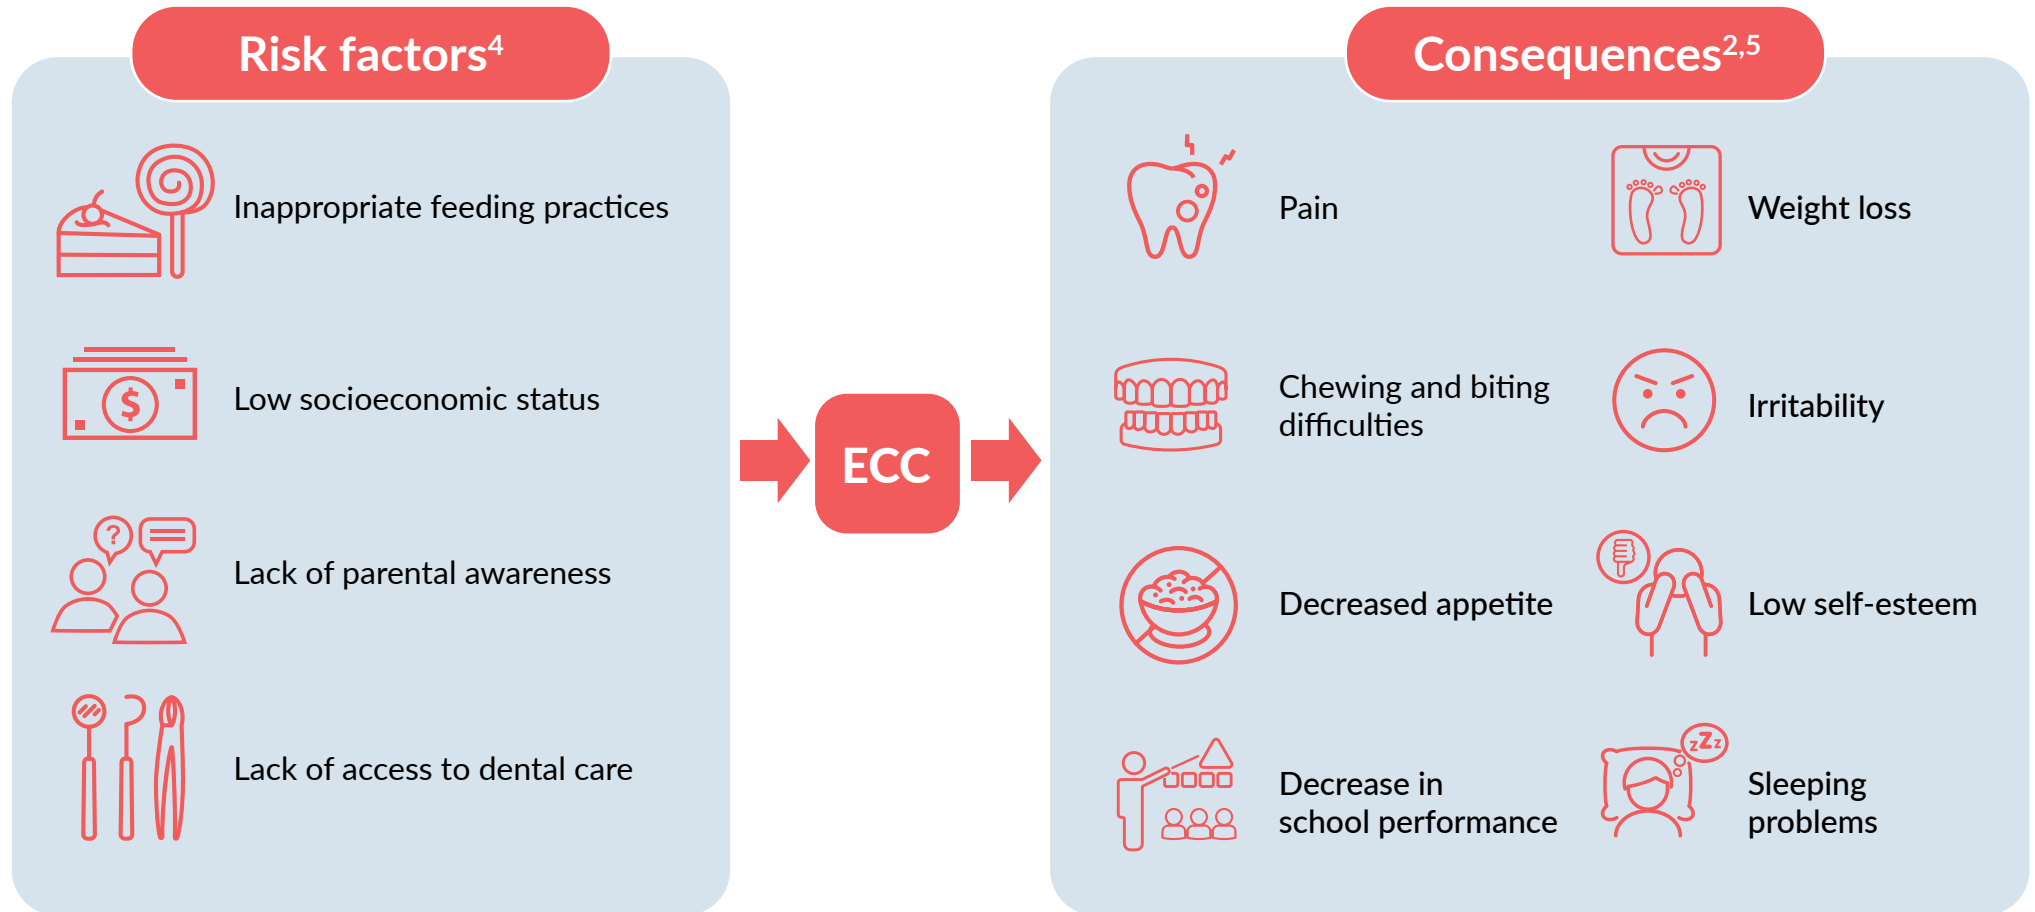 Risk factors4
Inappropriate feeding practices
$
Low socioeconomic status
?
Lack of parental awareness
Lack of access to dental care
ECC
Consequences2,5
Pain
Weight loss
Chewing and biting
difficulties
Irritability
Decreased appetite
Low self-esteem
Decrease in
school performance
zZz
Sleeping
problems